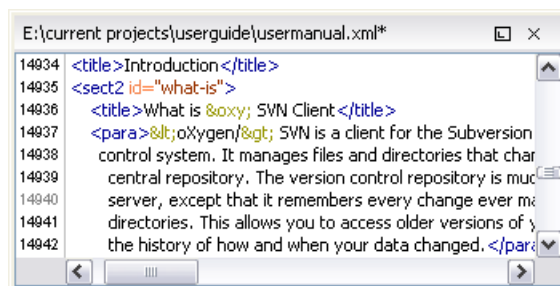 E:\current projects\userguide\usermanual.xml*
14934 <title>Introduction</title>
14935 <sect2 id="what-is">
14936 <title>What is &oxy; SVN Client</title>
14937 <para>&lt;oXygen/&gt; SVN is a client for the Subversion
14938 control system. It manages files and directories that
14939 central repository. The version control repository is
14940 server, except that it remembers every change ever
14941 directories. This allows you to access older versions of
14942 the history of how and when your data changed.